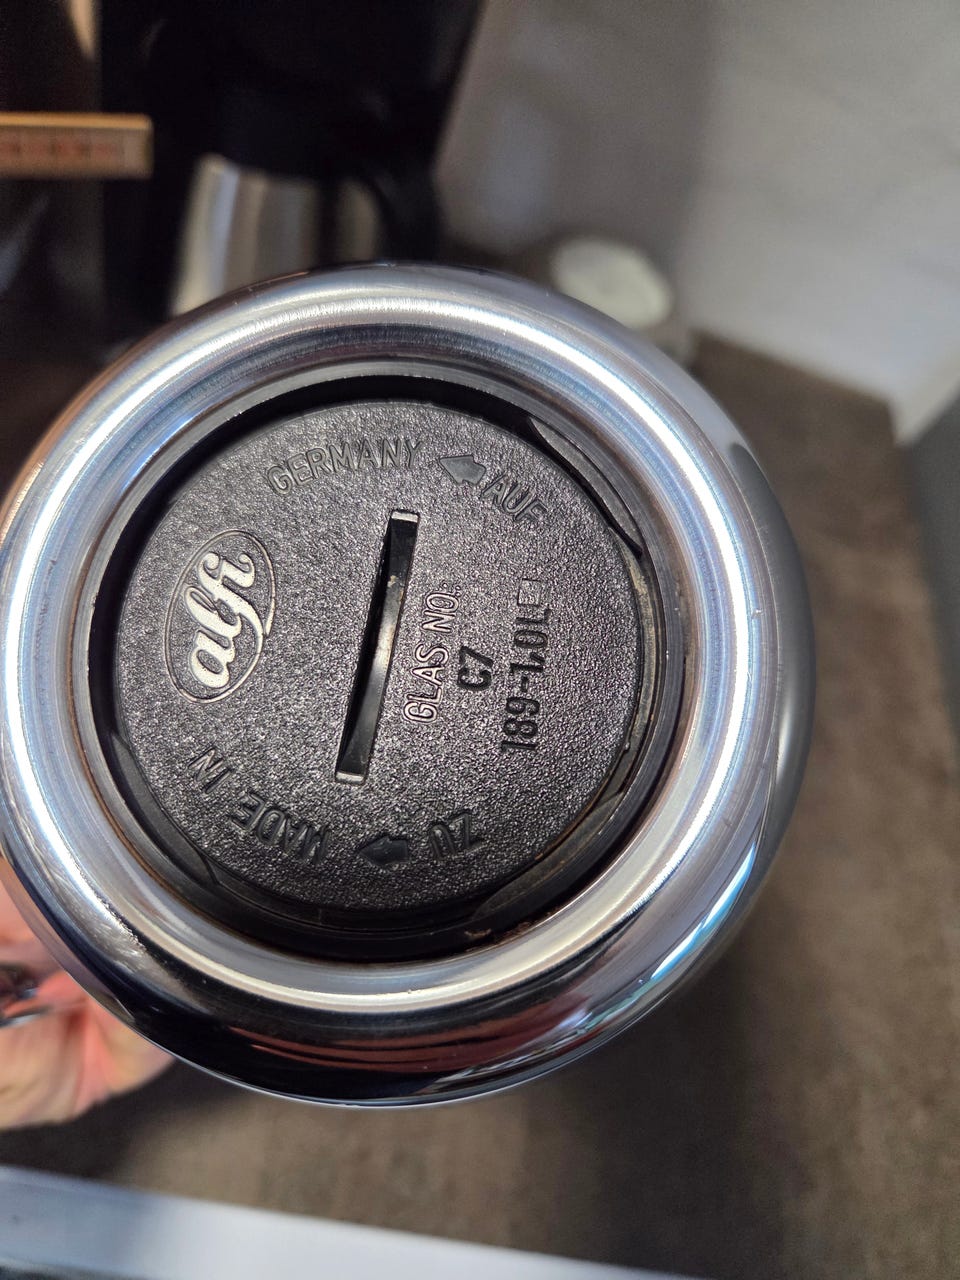 alfi
MADE IN
GERMANY
AUF
ZU
GLAS NO.
C7
189-1.0LE